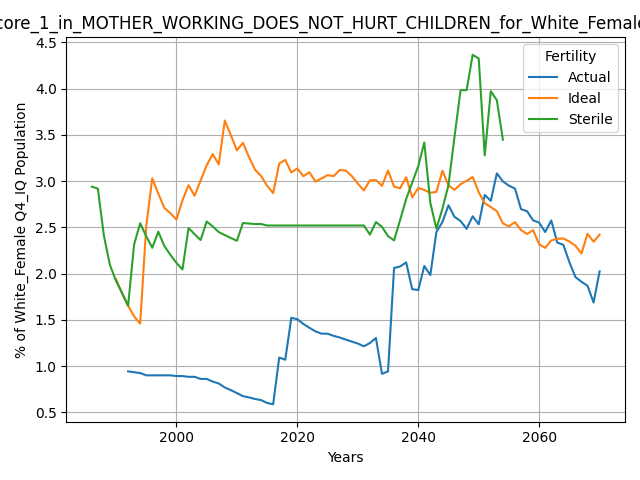 core_1_in_MOTHER_WORKING_DOES_NOT_HURT_CHILDREN_for_White_Female
Fertility
Actual
Ideal
Sterile
% of White_Female Q4_IQ Population
4.5
4.0
3.5
3.0
2.5
2.0
1.5
1.0
0.5
2000
2020
2040
2060
Years